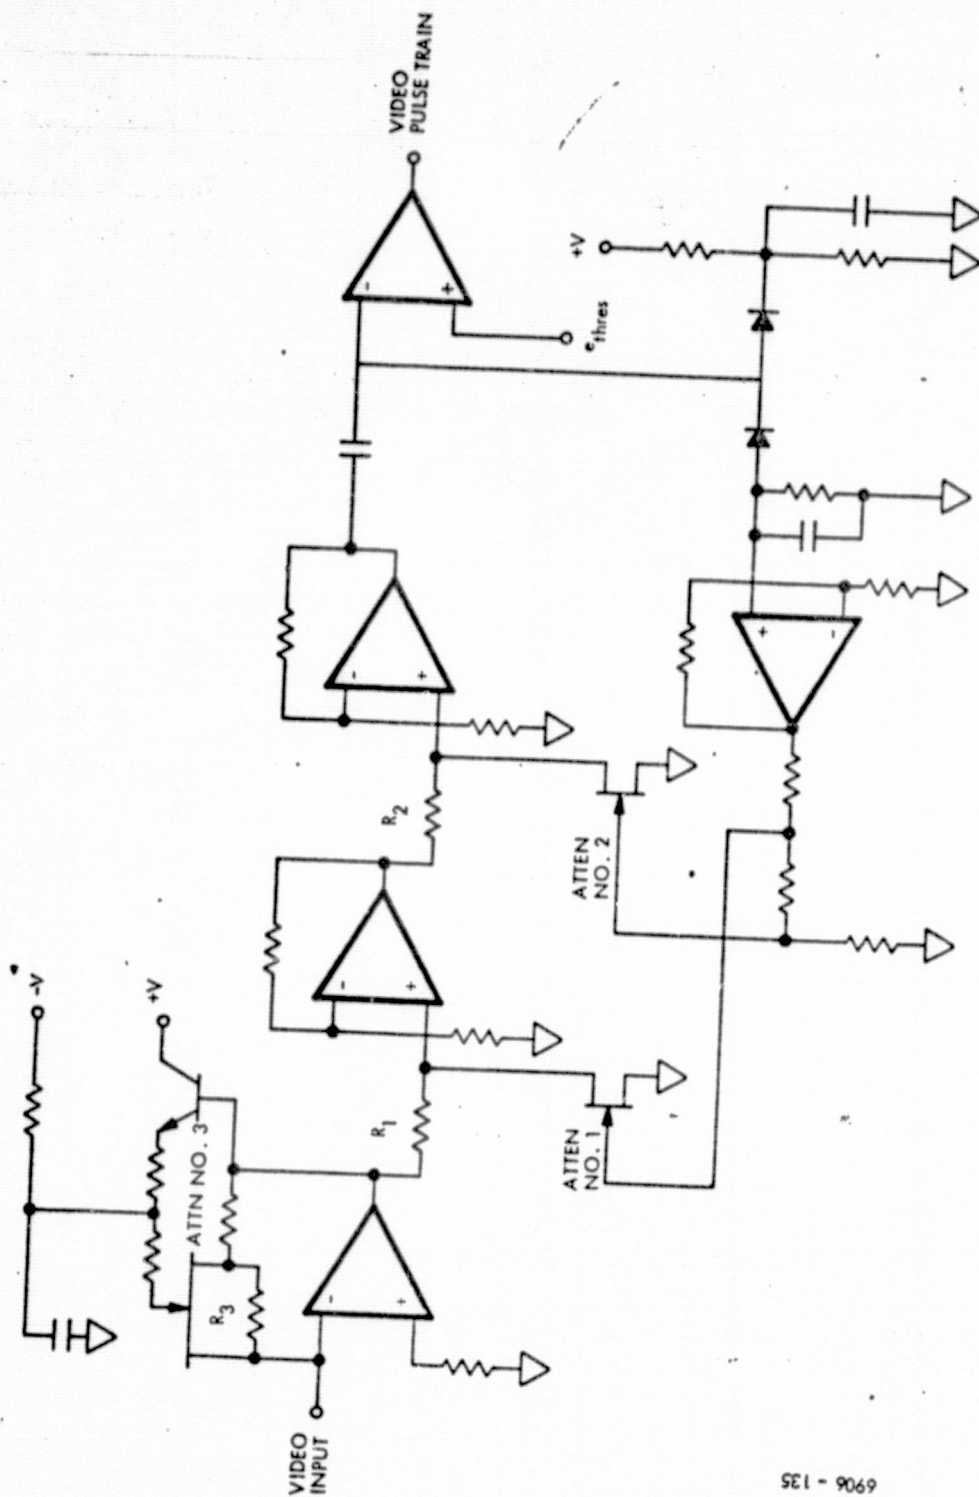 -V
+V
ATTN NO. 3
R3
VIDEO
INPUT
R1
ATTEN
NO. 1
R2
ATTEN
NO. 2
VIDEO
PULSE TRAIN
ethres
+V
-
+
-
+
-
+
-
+
+
-
6906 - 135